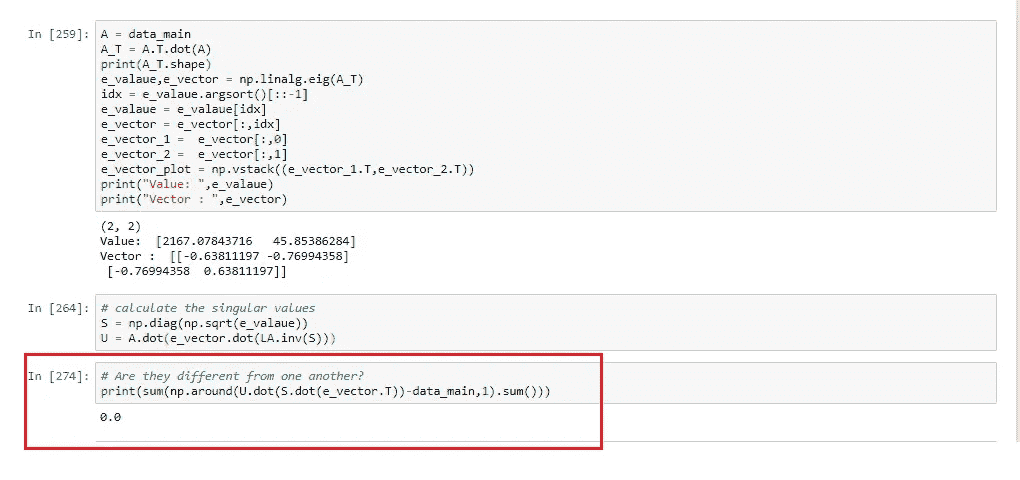 In [259]: A = data_main
A_T = A.T.dot(A)
print(A_T.shape)
e_valaue,e_vector = np.linalg.eig(A_T)
idx = e_valaue.argsort()[::-1]
e_valaue = e_valaue[idx]
e_vector = e_vector[:,idx]
e_vector_1 =  e_vector[:,0]
e_vector_2 =  e_vector[:,1]
e_vector_plot = np.vstack((e_vector_1.T,e_vector_2.T))
print("Value: ",e_valaue)
print("Vector : ",e_vector)
(2, 2)
Value:  [2167.07843716   45.85386284]
Vector :  [[-0.63811197 -0.76994358]
 [-0.76994358  0.63811197]]
In [264]: # calculate the singular values
S = np.diag(np.sqrt(e_valaue))
U = A.dot(e_vector.dot(LA.inv(S)))
In [274]: # Are they different from one another?
print(sum(np.around(U.dot(S.dot(e_vector.T))-data_main,1).sum()))
0.0